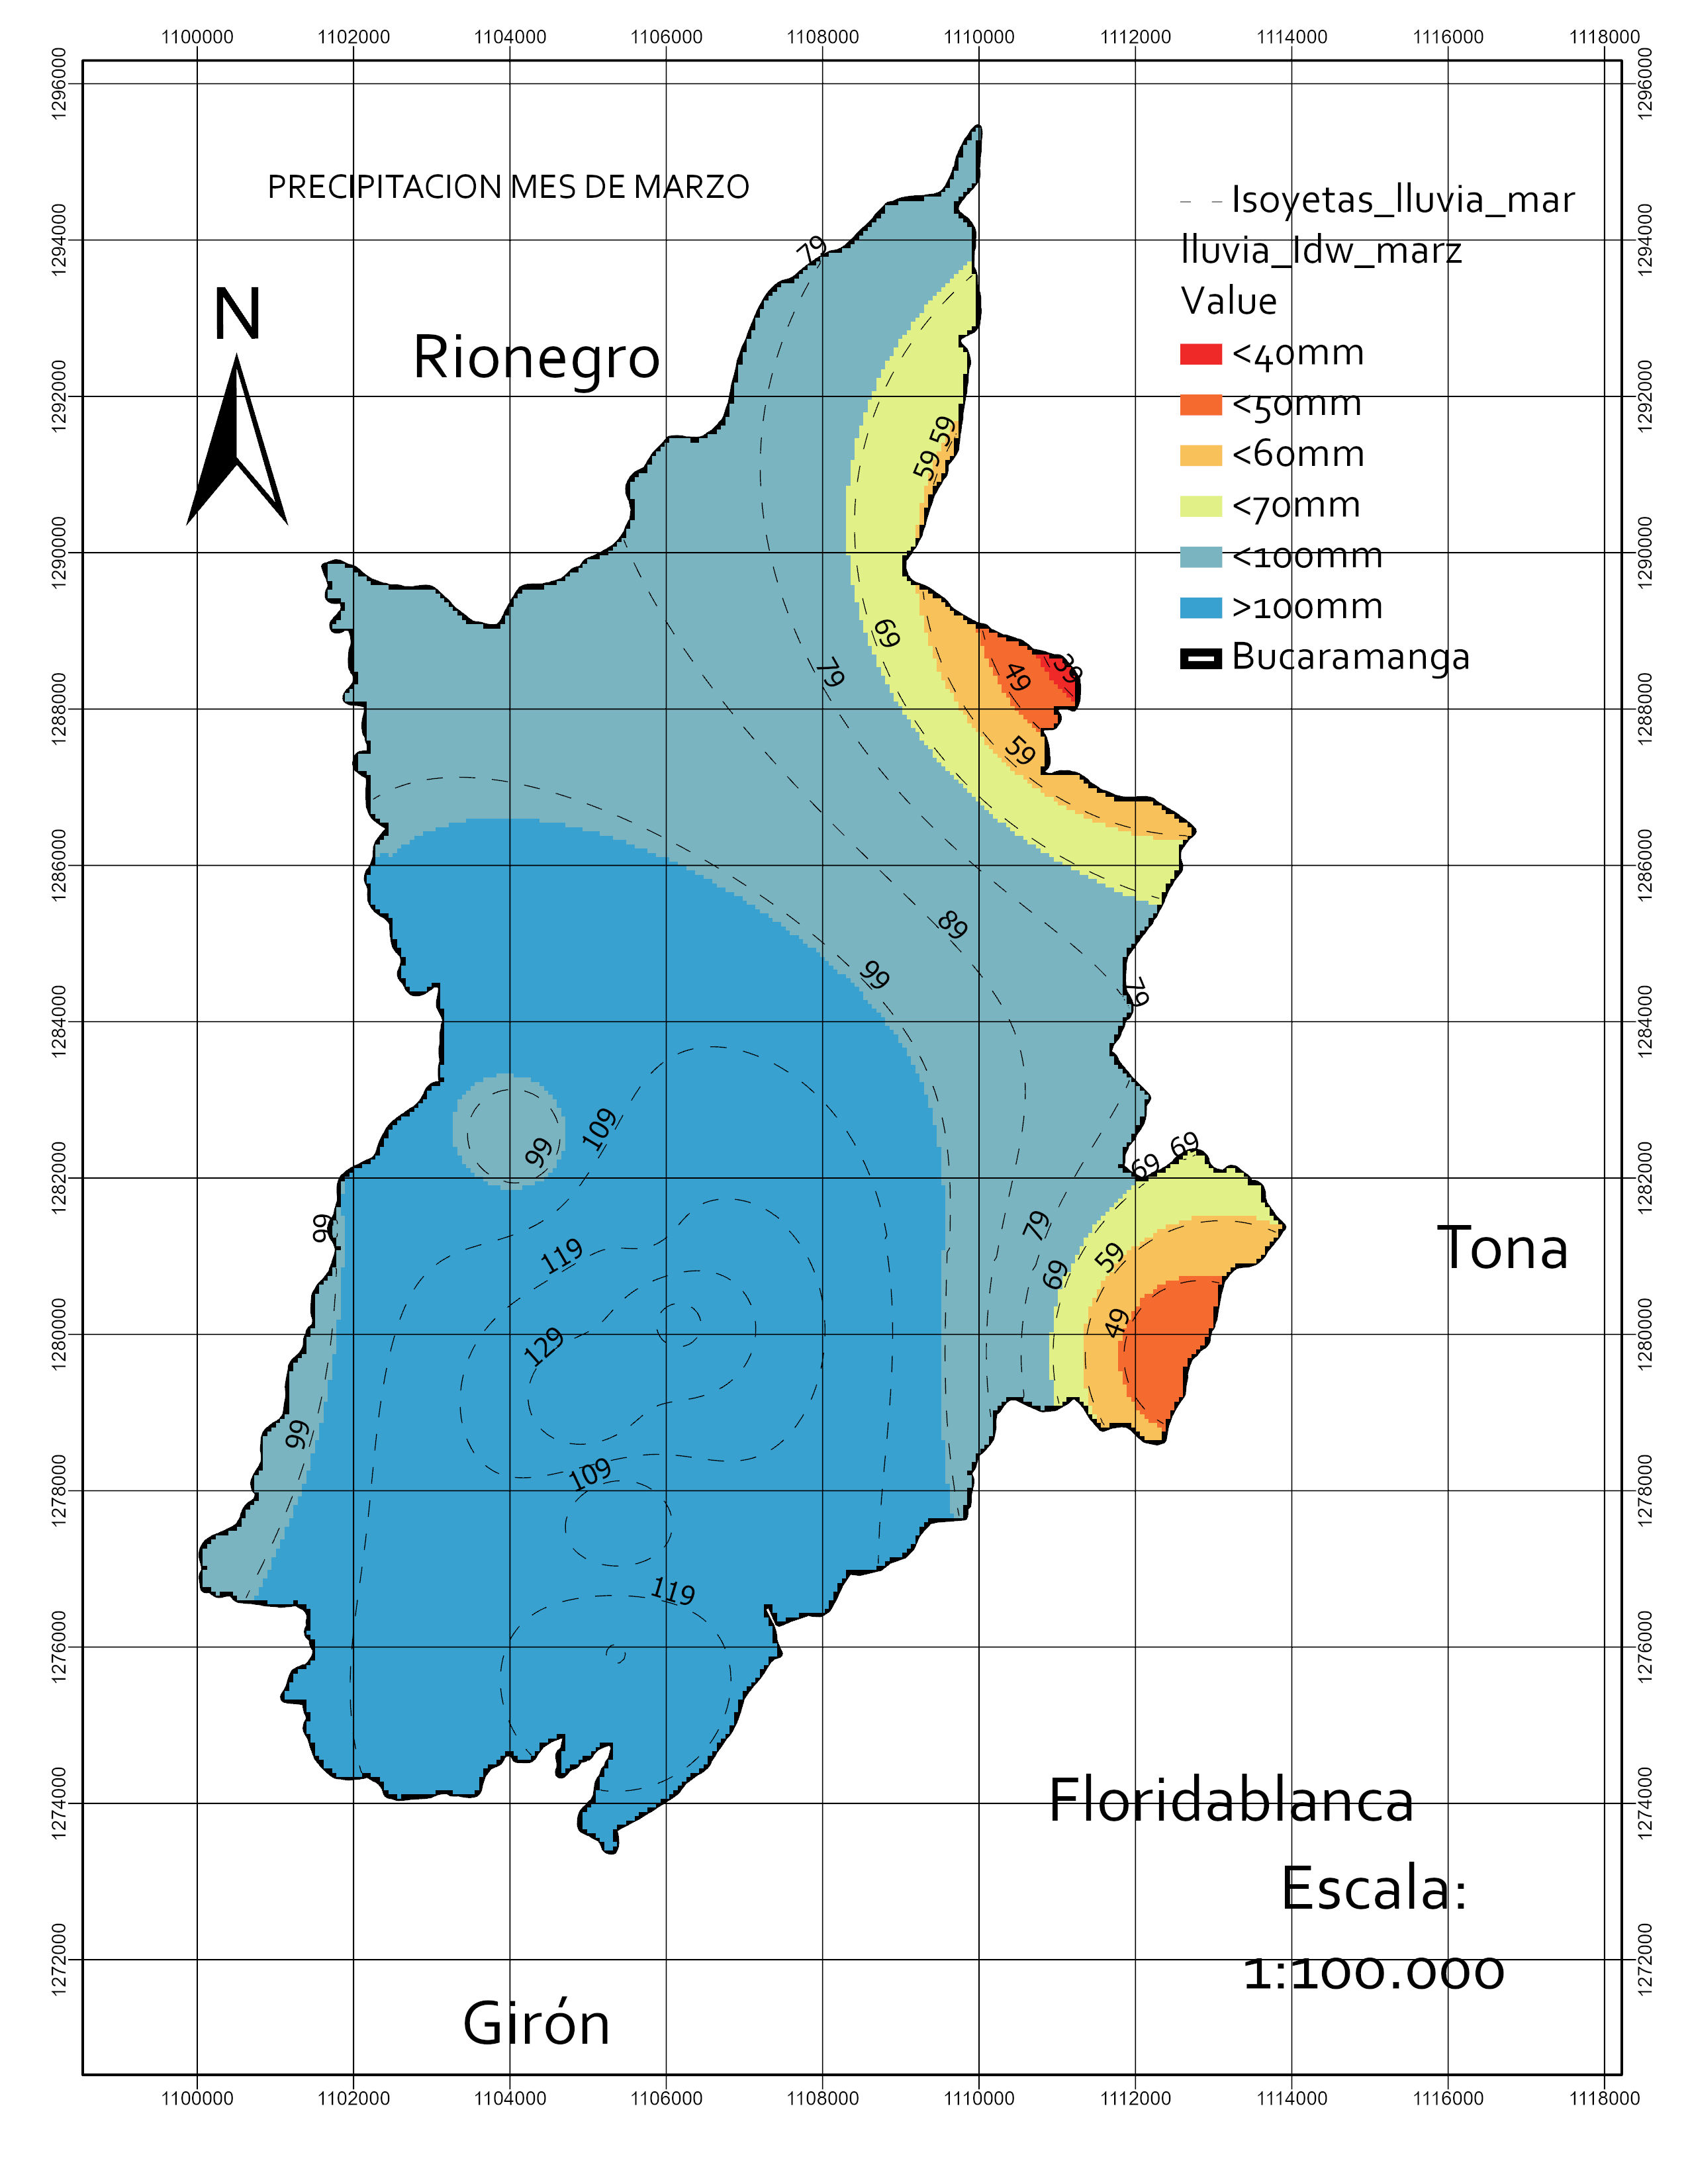 1100000 1102000 1104000 1106000 1108000 1110000 1112000 1114000 1116000 1118000
PRECIPITACION MES DE MARZO
N
Rionegro
Isoyetas_lluvia_mar
lluvia_Idw_marz
Value
<40mm
<50mm
<60mm
<70mm
<100mm
>100mm
Bucaramanga
79
59
59
69
79
39
49
59
89
99
79
99
109
69
69
99
79
119
59
69
49
129
99
109
119
Tona
Floridablanca
Escala:
1:100.000
Girón
1296000 1294000 1292000 1290000 1288000 1286000 1284000 1282000 1280000 1278000 1276000 1274000 1272000
1296000 1294000 1292000 1290000 1288000 1286000 1284000 1282000 1280000 1278000 1276000 1274000 1272000
1100000 1102000 1104000 1106000 1108000 1110000 1112000 1114000 1116000 1118000